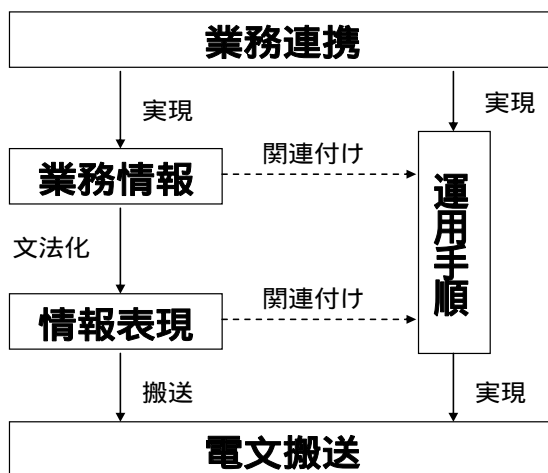 業務連携
実現
実現
業務情報
関連付け
運用手順
文法化
情報表現
関連付け
搬送
実現
電文搬送